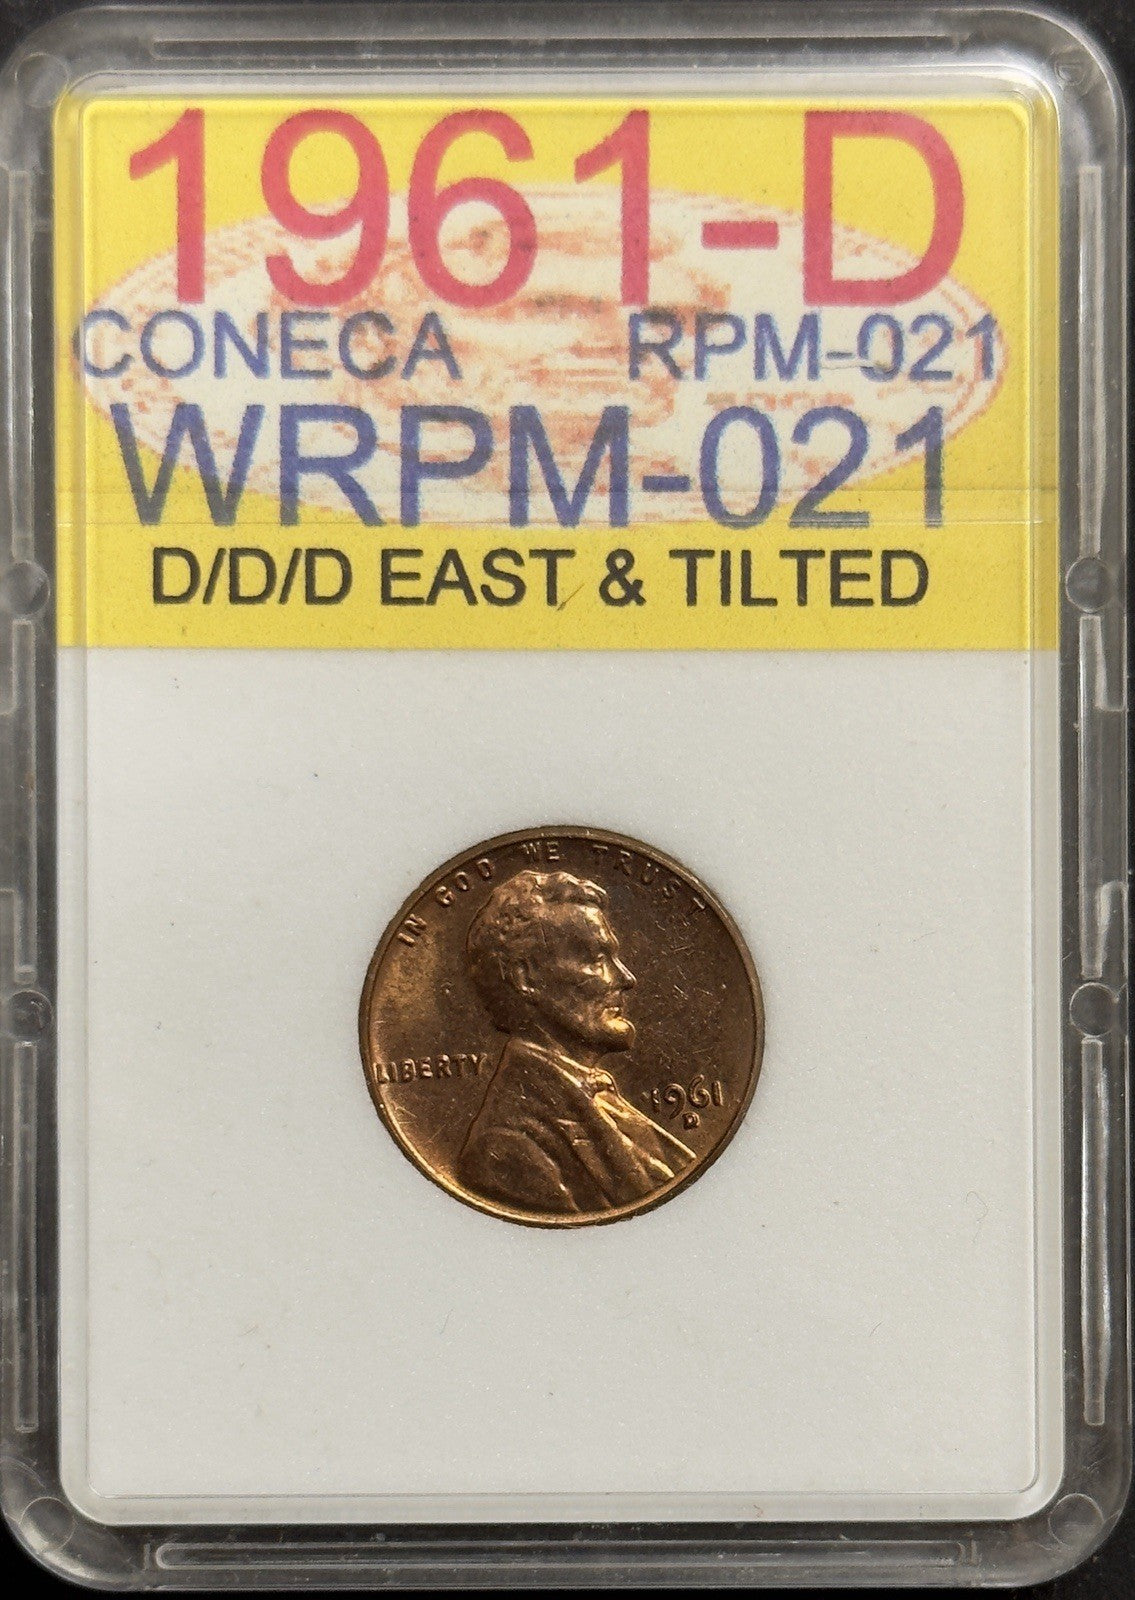 1961-D
CONECA RPM-021
WRPM-021
D/D/D EAST & TILTED
IN GOD WE TRUST
LIBERTY
1961
D